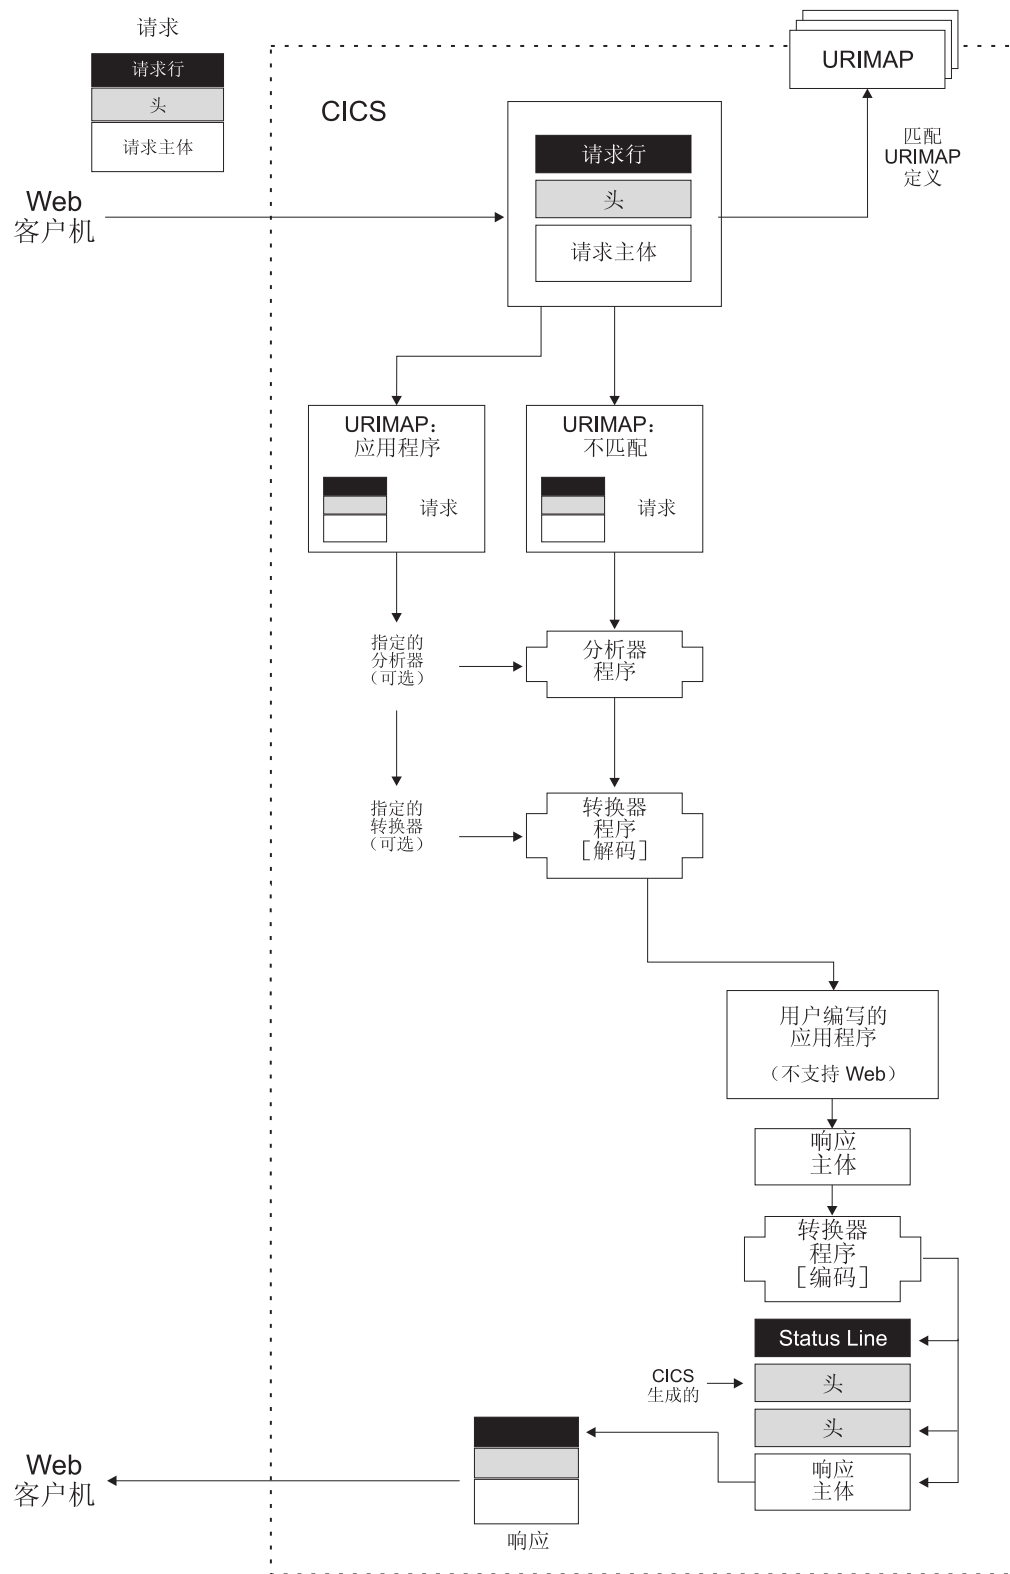 请求
请求行
头
请求主体
URIMAP
CICS
匹配
URIMAP
定义
请求行
头
请求主体
Web
客户机
URIMAP：
应用程序
请求
URIMAP：
不匹配
请求
指定的
分析器
（可选）
分析器
程序
指定的
转换器
（可选）
转换器
程序
［解码］
用户编写的
应用程序
（不支持 Web）
响应
主体
转换器
程序
［编码］
Status Line
CICS
生成的
头
头
响应
主体
Web
客户机
响应